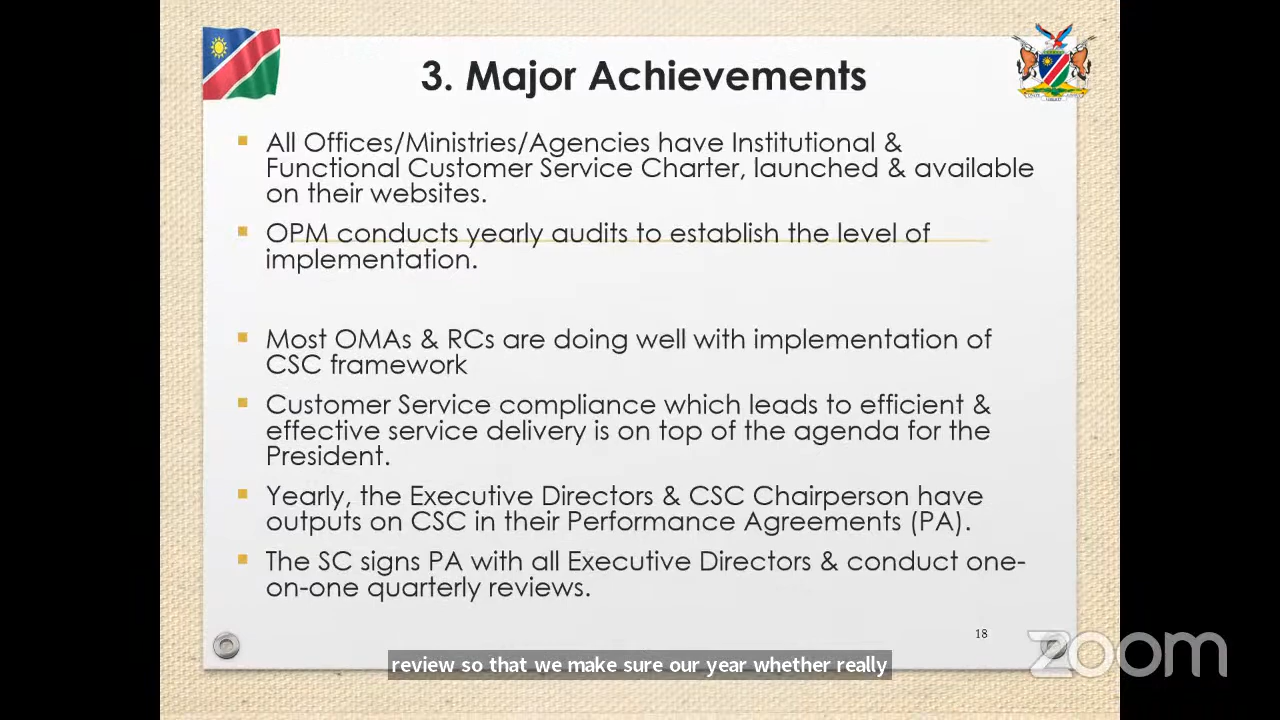 3. Major Achievements
All Offices/Ministries/Agencies have Institutional &
Functional Customer Service Charter, launched & available
on their websites.
OPM conducts yearly audits to establish the level of
implementation.
Most OMAs & RCs are doing well with implementation of
CSC framework
Customer Service compliance which leads to efficient &
effective service delivery is on top of the agenda for the
President.
Yearly, the Executive Directors & CSC Chairperson have
outputs on CSC in their Performance Agreements (PA).
The SC signs PA with all Executive Directors & conduct one-
on-one quarterly reviews.
18
zoom
review so that we make sure our year whether really